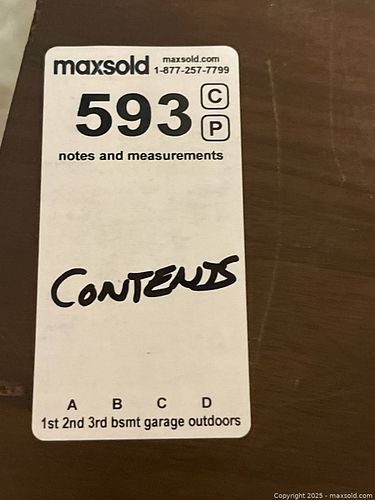 maxsold maxsold.com
1-877-257-7799
593 C
P
notes and measurements
CONTENTS
A B C D
1st 2nd 3rd bsmt garage outdoors
Copyright 2025 - maxsold.com